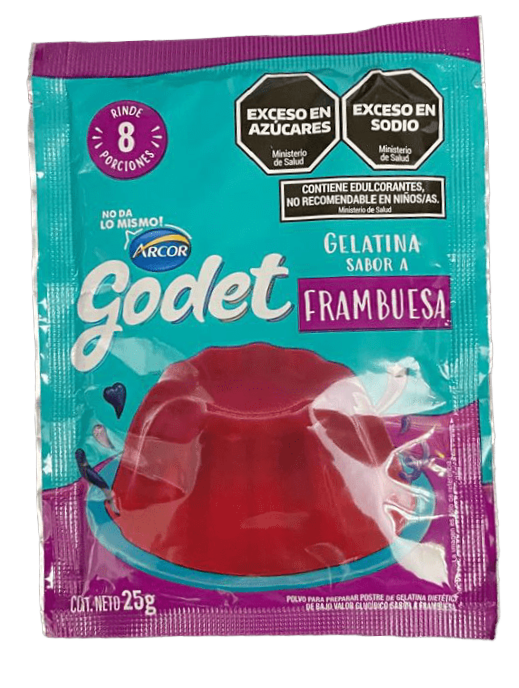 RINDE
8
PORCIONES
EXCESO EN
AZÚCARES
Ministerio
de Salud
EXCESO EN
SODIO
Ministerio
de Salud
CONTIENE EDULCORANTES,
NO RECOMENDABLE EN NIÑOS/AS.
Ministerio de Salud
NO DA
LO MISMO!
ARCOR
Godet
GELATINA
SABOR A
FRAMBUESA
CONT. NETO 25g
POLVO PARA PREPARAR POSTRE DE GELATINA DIETÉTICA
DE BAJO VALOR GLUCÍDICO SABOR A FRAMBUESA